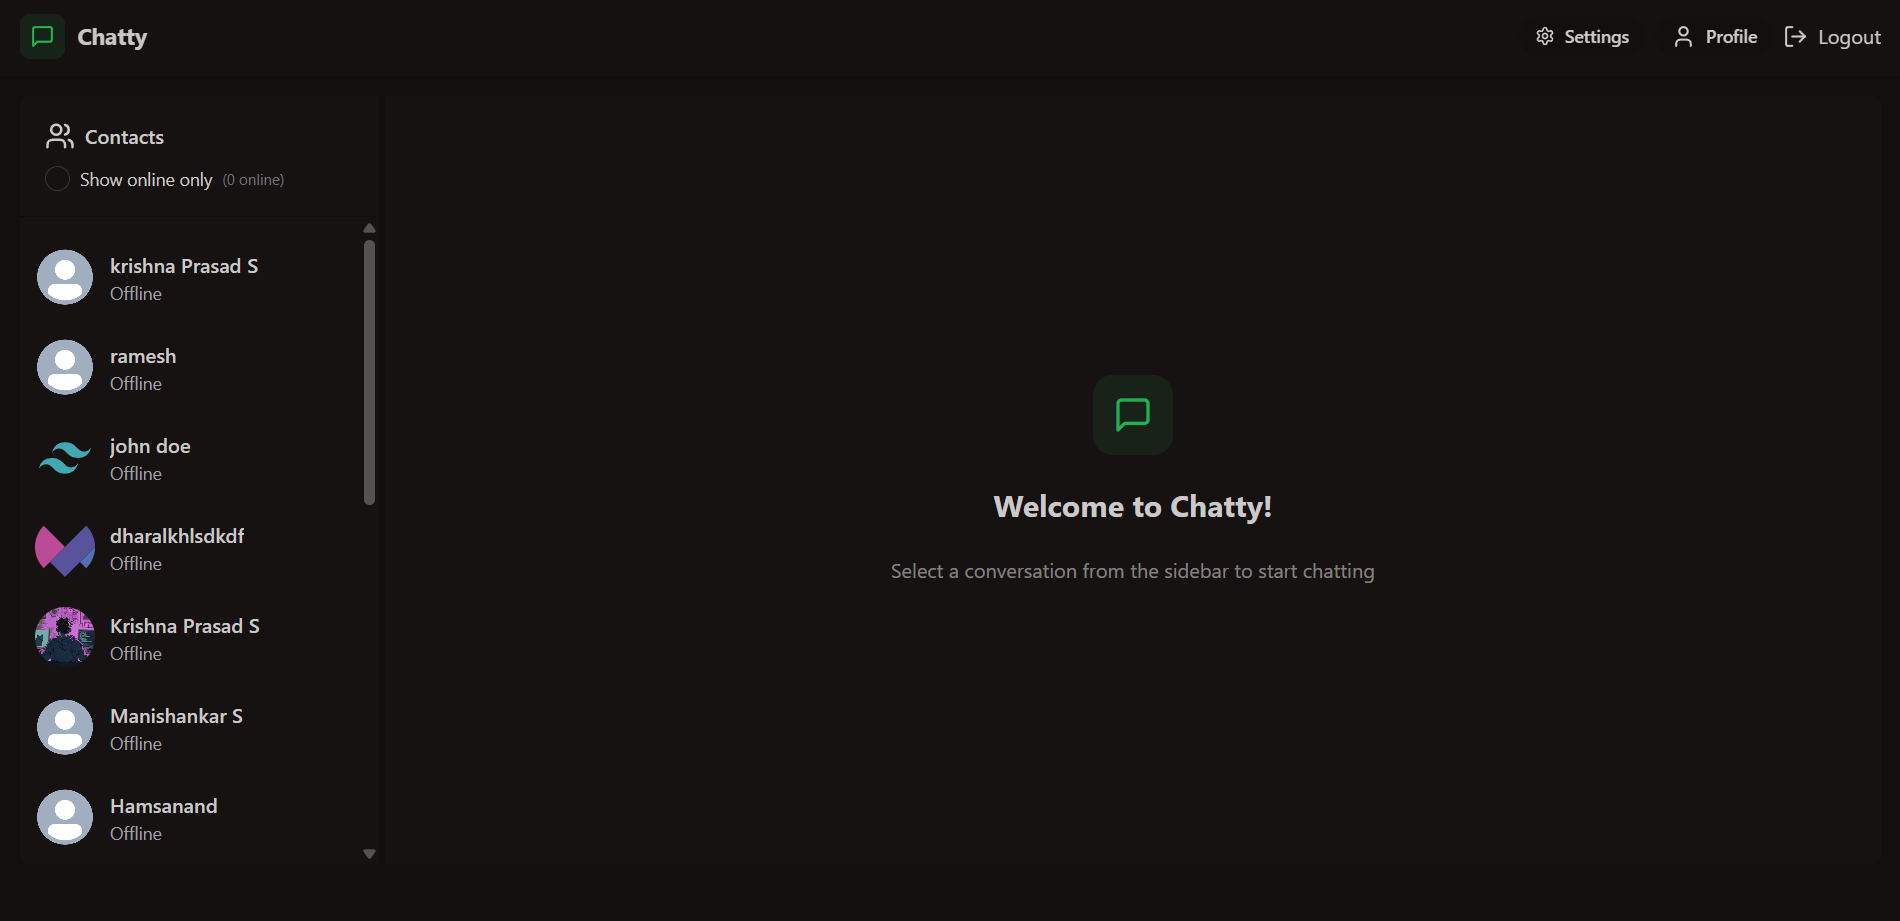 Chatty
Settings
Profile
Logout
Contacts
Show online only (0 online)
krishna Prasad S
Offline
ramesh
Offline
john doe
Offline
dharalkhlsdkdf
Offline
Krishna Prasad S
Offline
Manishankar S
Offline
Hamsanand
Offline
Welcome to Chatty!
Select a conversation from the sidebar to start chatting